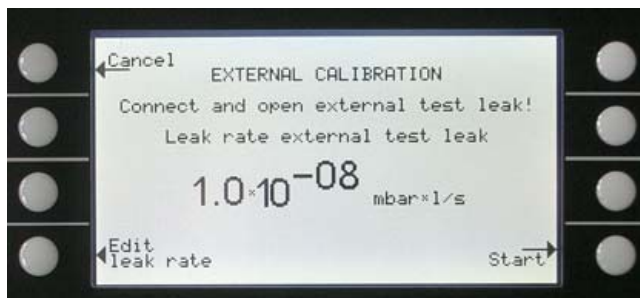 Cancel
EXTERNAL CALIBRATION
Connect and open external test leak!
Leak rate external test leak
1.0×10⁻⁰⁸ mbar×l/s
Edit
leak rate
Start